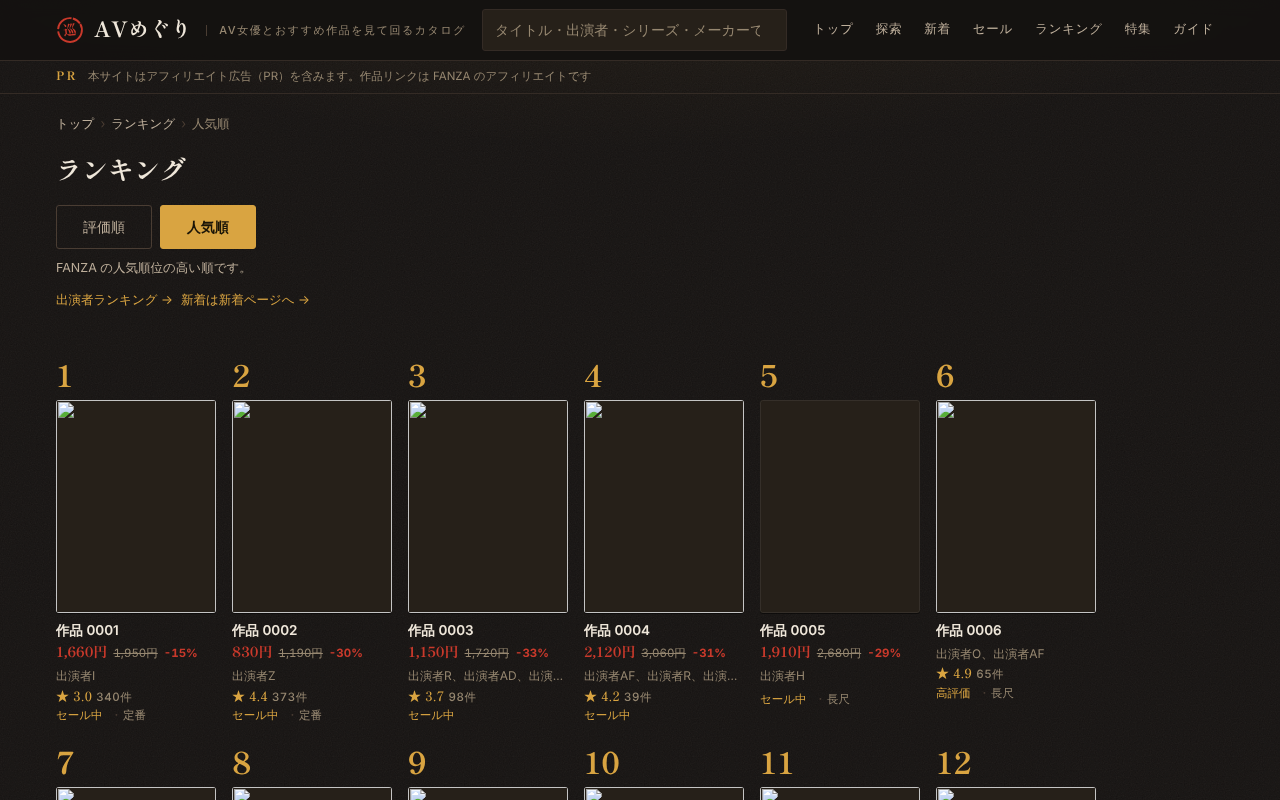 巡 AVめぐり AV女優とおすすめ作品を見て回るカタログ タイトル・出演者・シリーズ・メーカーで トップ 探索 新着 セール ランキング 特集 ガイド
PR 本サイトはアフィリエイト広告（PR）を含みます。作品リンクは FANZA のアフィリエイトです
トップ › ランキング › 人気順
ランキング
評価順 人気順
FANZA の人気順位の高い順です。
出演者ランキング → 新着は新着ページへ →
1 2 3 4 5 6
作品 0001 作品 0002 作品 0003 作品 0004 作品 0005 作品 0006
1,660円 1,950円 -15% 830円 1,190円 -30% 1,150円 1,720円 -33% 2,120円 3,060円 -31% 1,910円 2,680円 -29%
出演者I 出演者Z 出演者R、出演者AD、出演… 出演者AF、出演者R、出演… 出演者H 出演者O、出演者AF
★ 3.0 340件 ★ 4.4 373件 ★ 3.7 98件 ★ 4.2 39件 ★ 4.9 65件
セール中 · 定番 セール中 · 定番 セール中 セール中 セール中 · 長尺 高評価 · 長尺
7 8 9 10 11 12